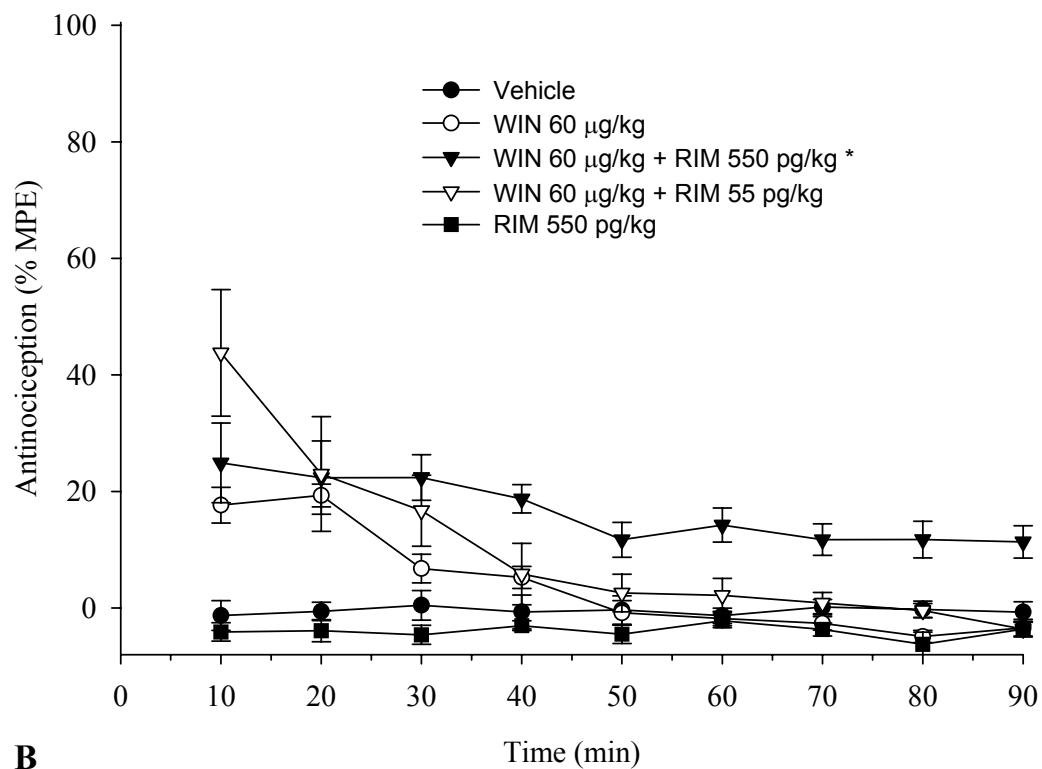 100
80
60
40
20
0
Antinociception (% MPE)
Vehicle
WIN 60 μg/kg
WIN 60 μg/kg + RIM 550 pg/kg *
WIN 60 μg/kg + RIM 55 pg/kg
RIM 550 pg/kg
0 10 20 30 40 50 60 70 80 90
Time (min)
B